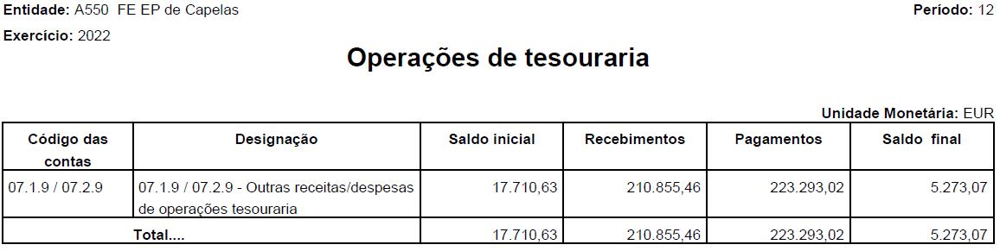 Entidade: A550 FE EP de Capelas Período: 12
Exercício: 2022
Operações de tesouraria
Unidade Monetária: EUR
Código das contas Designação Saldo inicial Recebimentos Pagamentos Saldo final
07.1.9 / 07.2.9 07.1.9 / 07.2.9 - Outras receitas/despesas 17.710,63 210.855,46 223.293,02 5.273,07
de operações tesouraria
Total.... 17.710,63 210.855,46 223.293,02 5.273,07